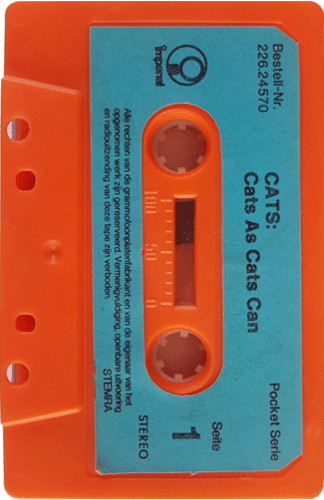 Bestell-Nr.
226.24570
imperial
CATS:
Cats As Cats Can
Pocket Serie
100 50 0
Seite
1
STEREO
Alle rechten van de grammofoonplatenfabrikant en van de eigenaar van het
opgenomen werk zijn gereserveerd. Vermenigvuldiging, openbare uitvoering
en radiouitzending van deze tape zijn verboden.
STEMRA